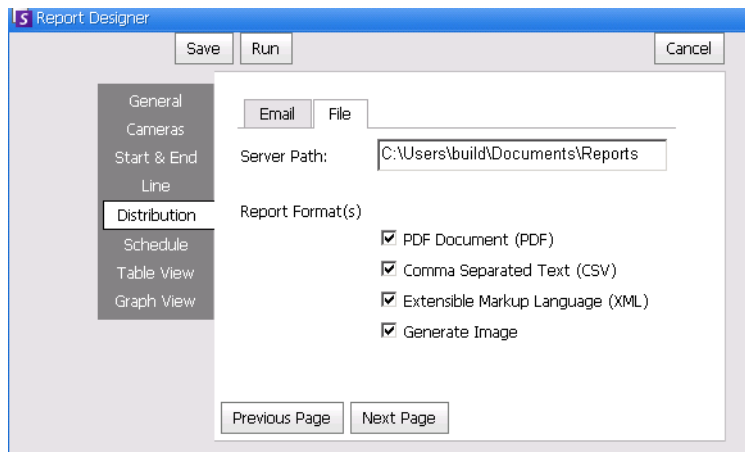 S Report Designer
Save Run Cancel
General
Cameras
Start & End
Line
Distribution
Schedule
Table View
Graph View
Email File
Server Path: C:\Users\build\Documents\Reports
Report Format(s)
PDF Document (PDF)
Comma Separated Text (CSV)
Extensible Markup Language (XML)
Generate Image
Previous Page Next Page